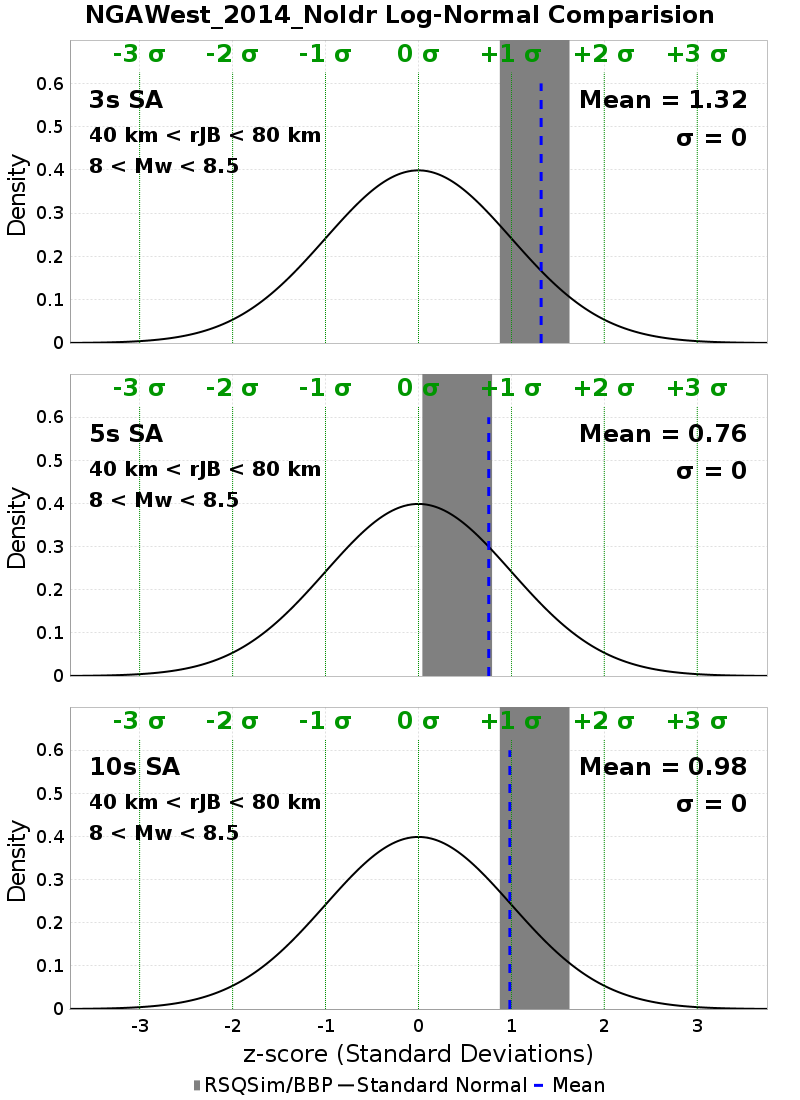 NGAWest_2014_NoIdr Log-Normal Comparision
-3 σ -2 σ -1 σ 0 σ +1 σ +2 σ +3 σ
3s SA
Mean = 1.32
40 km < rJB < 80 km
σ = 0
8 < Mw < 8.5
0.6
0.5
0.4
0.3
0.2
0.1
0
Density
-3 σ -2 σ -1 σ 0 σ +1 σ +2 σ +3 σ
5s SA
Mean = 0.76
40 km < rJB < 80 km
σ = 0
8 < Mw < 8.5
0.6
0.5
0.4
0.3
0.2
0.1
0
Density
-3 σ -2 σ -1 σ 0 σ +1 σ +2 σ +3 σ
10s SA
Mean = 0.98
40 km < rJB < 80 km
σ = 0
8 < Mw < 8.5
0.6
0.5
0.4
0.3
0.2
0.1
0
Density
-3 -2 -1 0 1 2 3
z-score (Standard Deviations)
RSQSim/BBP Standard Normal Mean